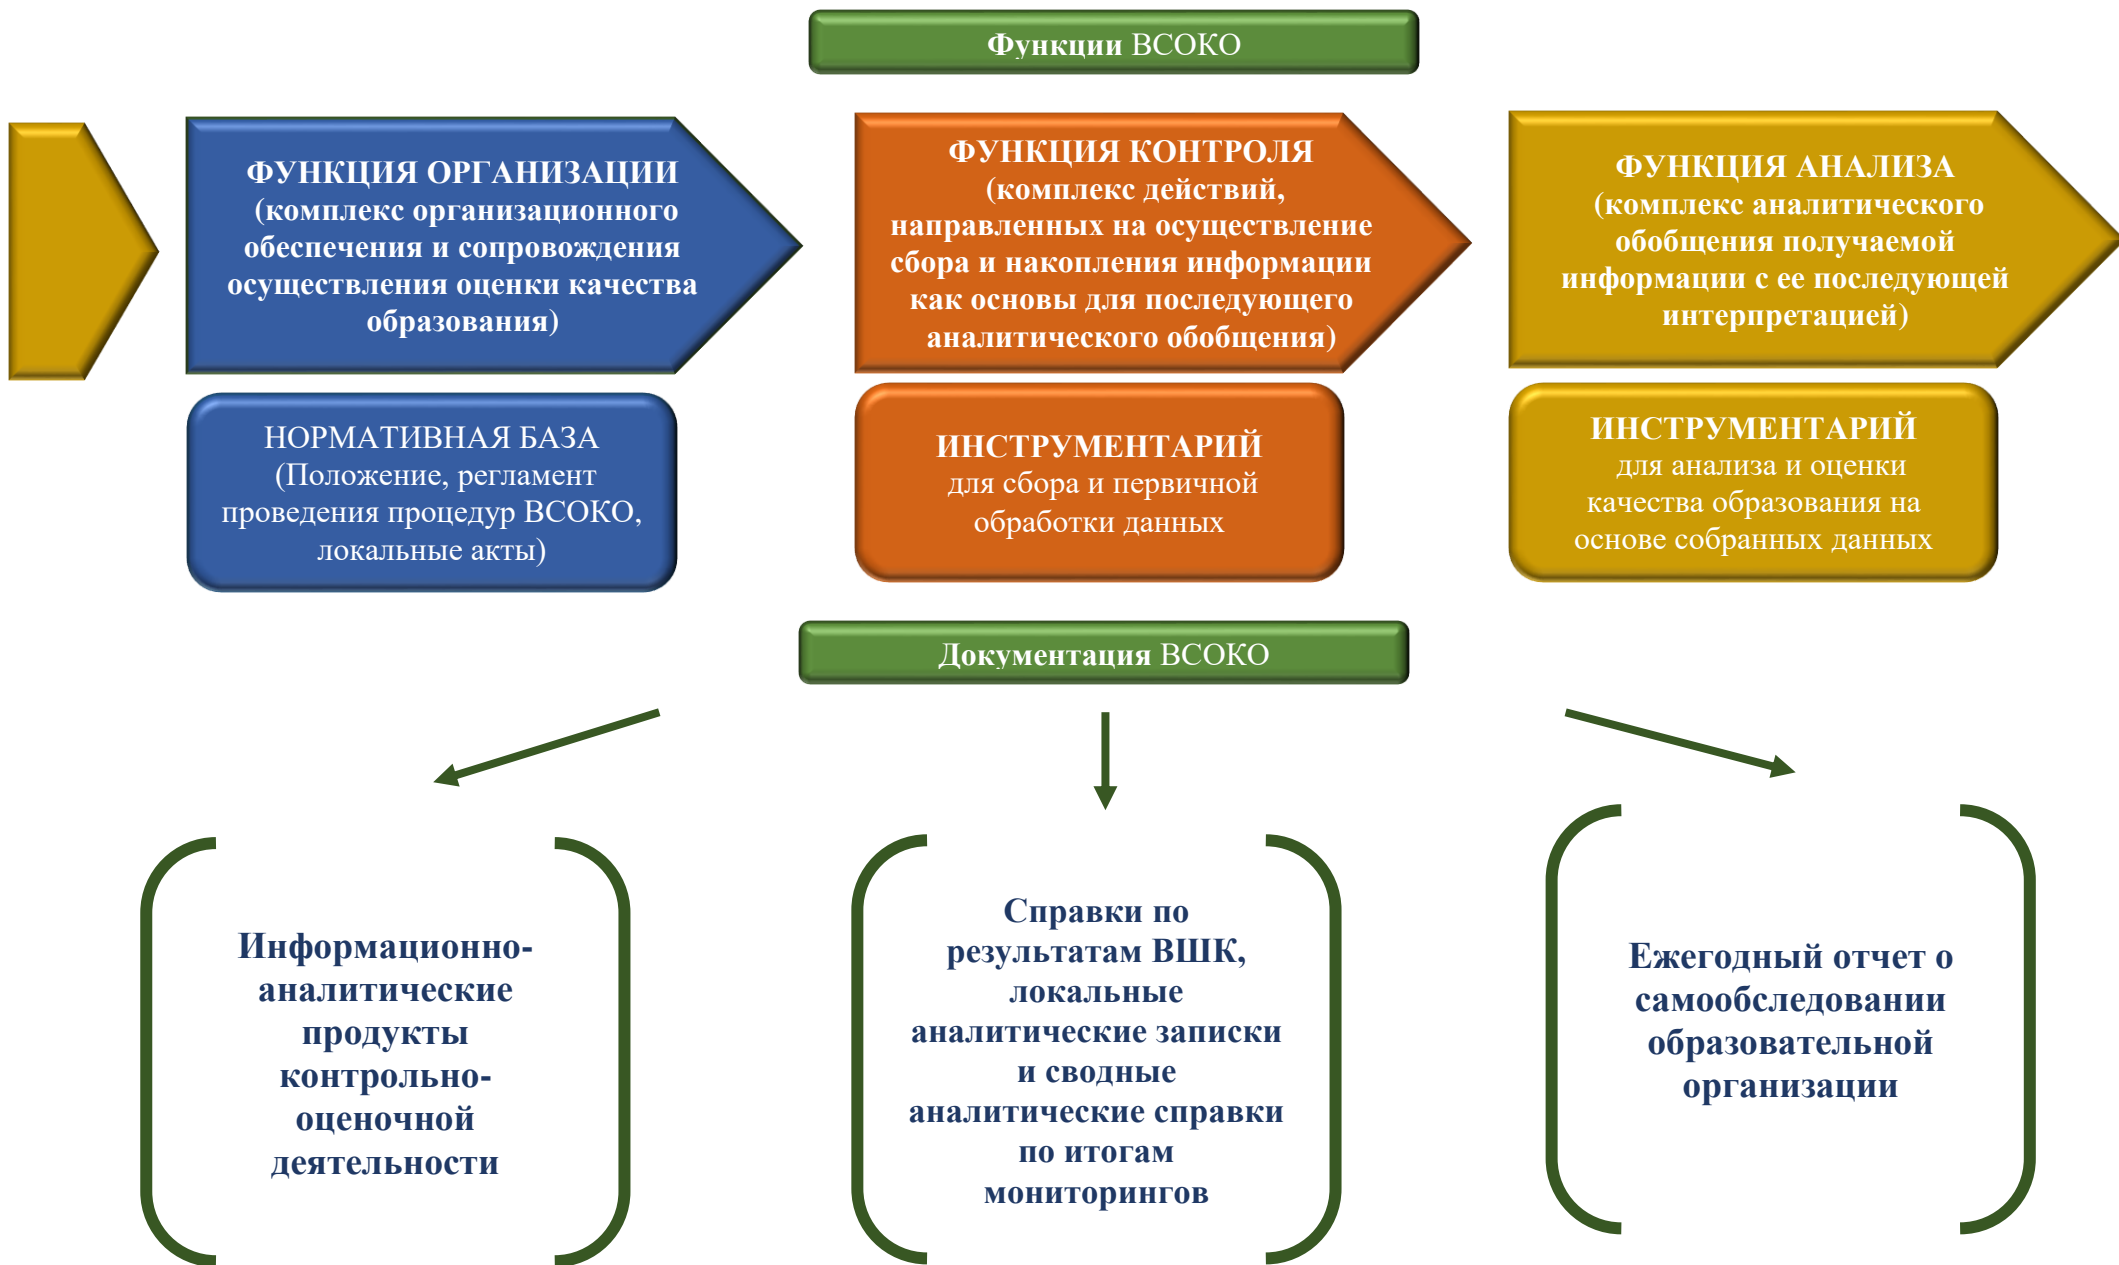 Функции ВСОКО
ФУНКЦИЯ ОРГАНИЗАЦИИ
(комплекс организационного
обеспечения и сопровождения
осуществления оценки качества
образования)
ФУНКЦИЯ КОНТРОЛЯ
(комплекс действий,
направленных на осуществление
сбора и накопления информации
как основы для последующего
аналитического обобщения)
ФУНКЦИЯ АНАЛИЗА
(комплекс аналитического
обобщения получаемой
информации с ее последующей
интерпретацией)
НОРМАТИВНАЯ БАЗА
(Положение, регламент
проведения процедур ВСОКО,
локальные акты)
ИНСТРУМЕНТАРИЙ
для сбора и первичной
обработки данных
ИНСТРУМЕНТАРИЙ
для анализа и оценки
качества образования на
основе собранных данных
Документация ВСОКО
Информационно-
аналитические
продукты
контрольно-
оценочной
деятельности
Справки по
результатам ВШК,
локальные
аналитические записки
и сводные
аналитические справки
по итогам
мониторингов
Ежегодный отчет о
самообследовании
образовательной
организации